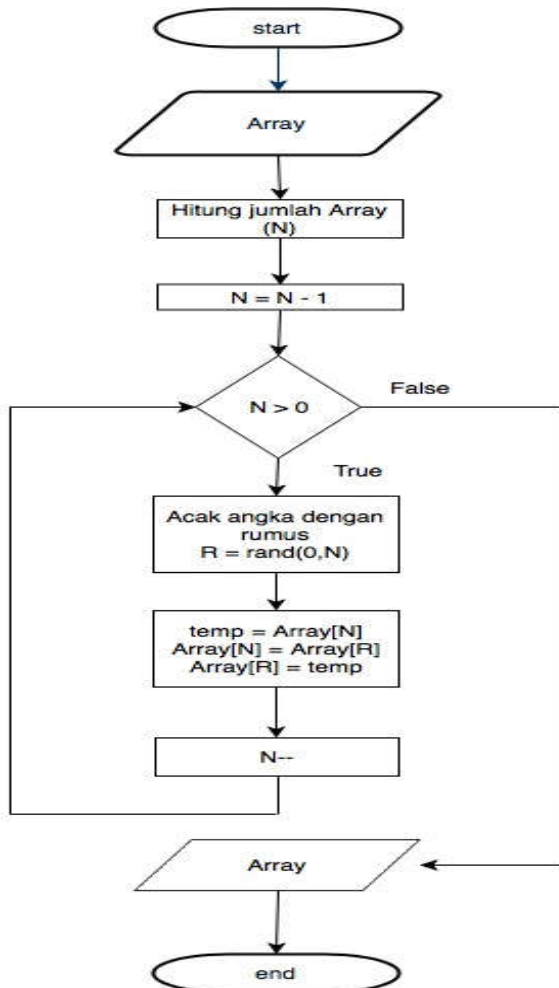 start
Array
Hitung jumlah Array
(N)
N = N - 1
N > 0
False
True
Acak angka dengan
rumus
R = rand(0,N)
temp = Array[N]
Array[N] = Array[R]
Array[R] = temp
N--
Array
end